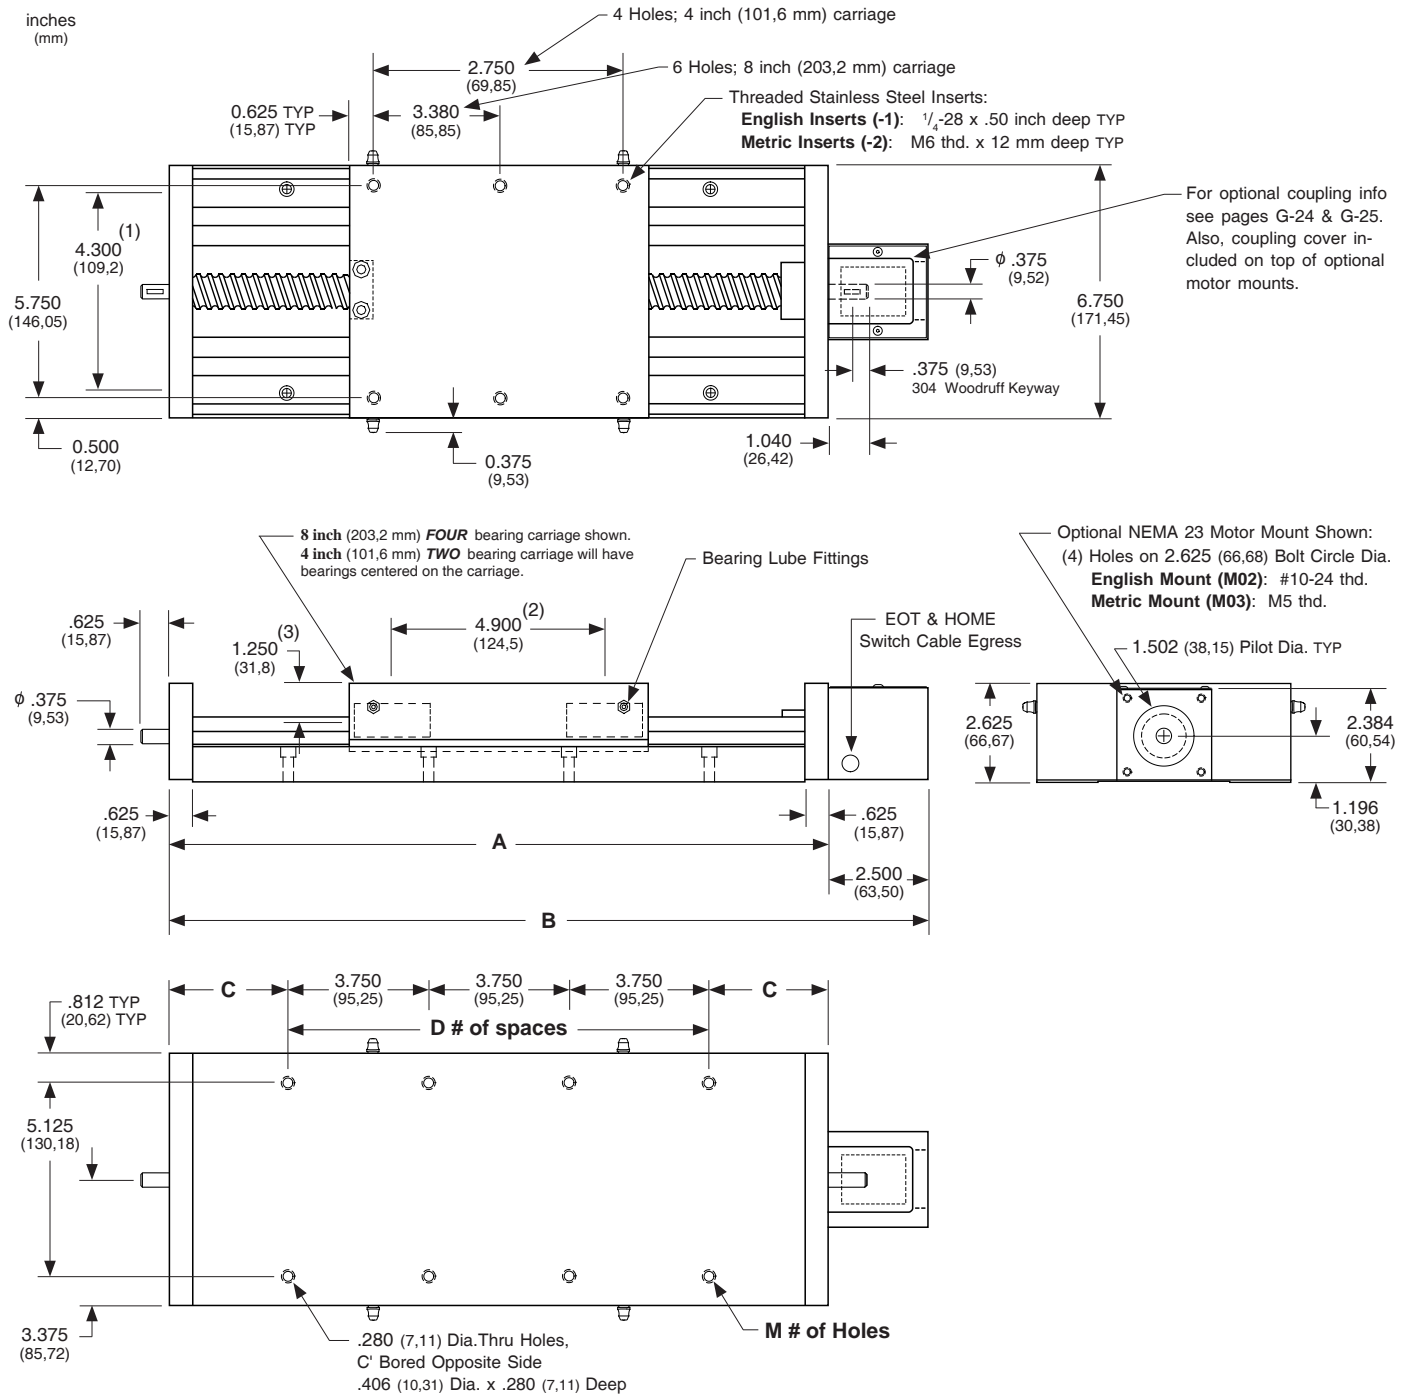 inches
(mm)
4 Holes; 4 inch (101,6 mm) carriage
2.750
(69,85)
6 Holes; 8 inch (203,2 mm) carriage
0.625 TYP
(15,87) TYP
3.380
(85,85)
Threaded Stainless Steel Inserts:
English Inserts (-1): 1/4-28 x .50 inch deep TYP
Metric Inserts (-2): M6 thd. x 12 mm deep TYP
For optional coupling info
see pages G-24 & G-25.
Also, coupling cover in-
cluded on top of optional
motor mounts.
(1)
4.300
(109,2)
5.750
(146,05)
ϕ .375
(9,52)
6.750
(171,45)
.375 (9,53)
304 Woodruff Keyway
0.500
(12,70)
0.375
(9,53)
1.040
(26,42)
8 inch (203,2 mm) FOUR bearing carriage shown.
4 inch (101,6 mm) TWO bearing carriage will have
bearings centered on the carriage.
Bearing Lube Fittings
Optional NEMA 23 Motor Mount Shown:
(4) Holes on 2.625 (66,68) Bolt Circle Dia.
English Mount (M02): #10-24 thd.
Metric Mount (M03): M5 thd.
.625
(15,87)
(3)
1.250
(31,8)
(2)
4.900
(124,5)
EOT & HOME
Switch Cable Egress
1.502 (38,15) Pilot Dia. TYP
ϕ .375
(9,53)
2.625
(66,67)
2.384
(60,54)
1.196
(30,38)
.625
(15,87)
.625
(15,87)
A
2.500
(63,50)
B
C
3.750
(95,25)
3.750
(95,25)
3.750
(95,25)
C
.812 TYP
(20,62) TYP
D # of spaces
5.125
(130,18)
3.375
(85,72)
.280 (7,11) Dia.Thru Holes,
C' Bored Opposite Side
.406 (10,31) Dia. x .280 (7,11) Deep
M # of Holes